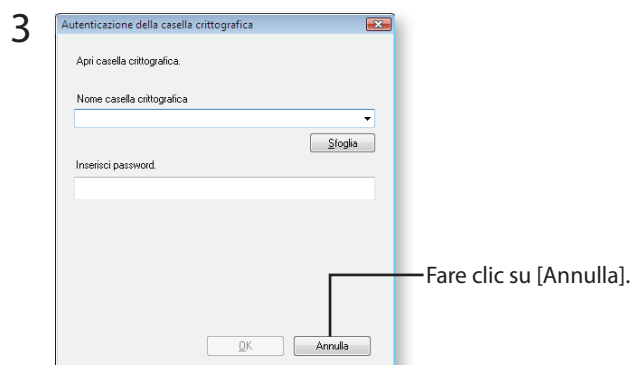 3
Autenticazione della casella crittografica
Apri casella crittografica.
Nome casella crittografica
Sfoglia
Inserisci password.
Fare clic su [Annulla].
OK
Annulla